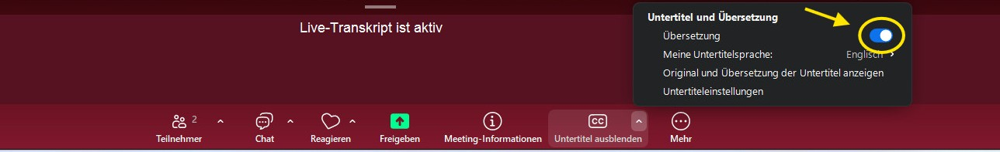 Live-Transkript ist aktiv
Untertitel und Übersetzung
Übersetzung
Meine Untertitelsprache: Englisch
Original und Übersetzung der Untertitel anzeigen
Untertiteleinstellungen
2
CC
Teilnehmer Chat Reagieren Freigeben Meeting-Informationen Untertitel ausblenden Mehr